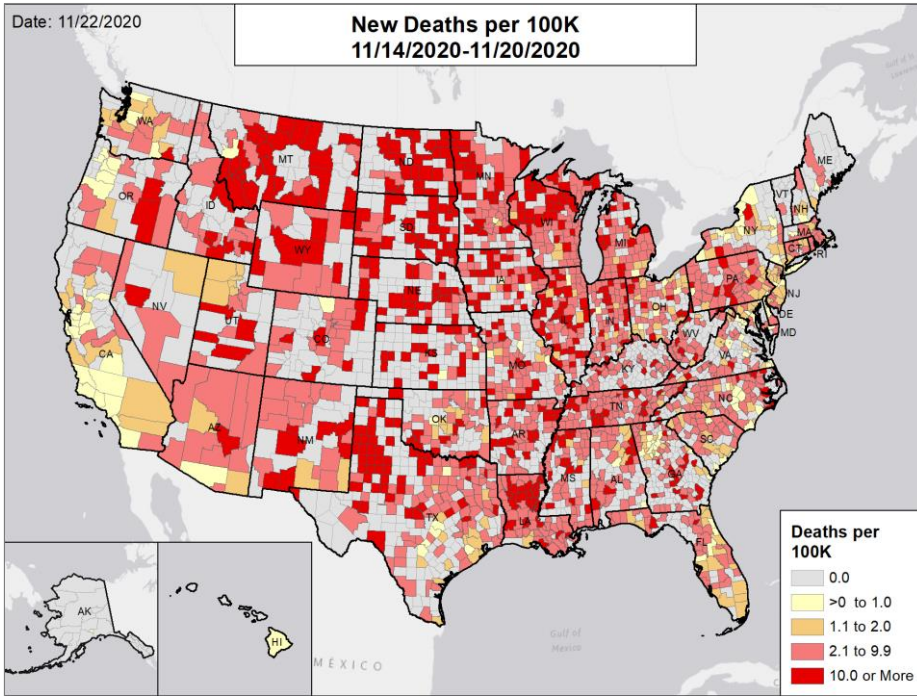 Date: 11/22/2020
New Deaths per 100K
11/14/2020-11/20/2020
WA
MT
ND
MN
ME
VT
NH
OR
ID
SD
WI
MI
NY
MA
CT
RI
WY
IA
PA
NJ
NE
OH
DE
MD
NV
UT
CO
IL
IN
WV
VA
CA
KS
MO
KY
NC
AZ
NM
OK
AR
TN
SC
MS
AL
GA
TX
LA
FL
AK
HI
MÉXICO
Gulf of
México
Deaths per
100K
0.0
>0 to 1.0
1.1 to 2.0
2.1 to 9.9
10.0 or More